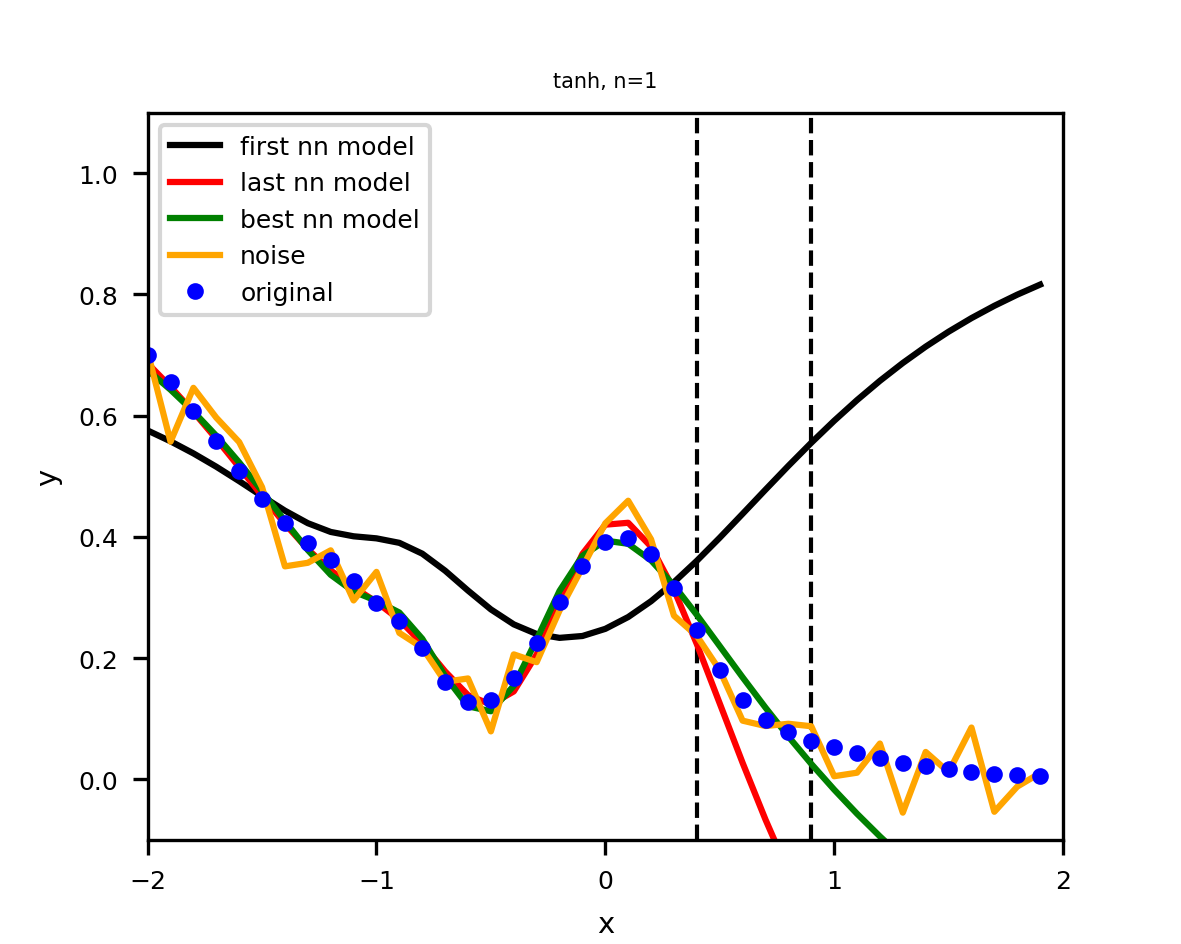 tanh, n=1
first nn model
last nn model
best nn model
noise
original
1.0
0.8
0.6
0.4
0.2
0.0
y
−2 −1 0 1 2
x